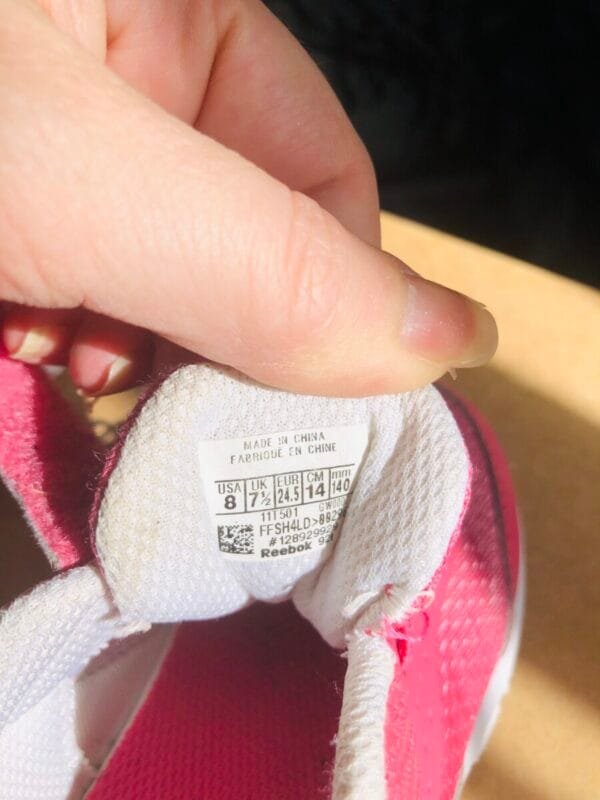 MADE IN CHINA
FABRIQUÉ EN CHINE
USA UK EUR CM mm
8 7½ 24.5 14 140
11T501
FFSH4LD
Reebok